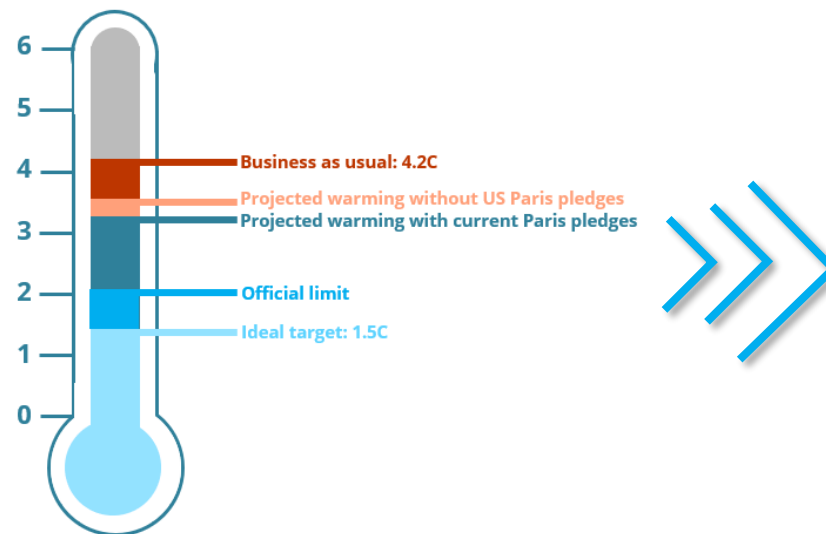 6
5
4
Business as usual: 4.2C
Projected warming without US Paris pledges
Projected warming with current Paris pledges
3
2
Official limit
Ideal target: 1.5C
1
0